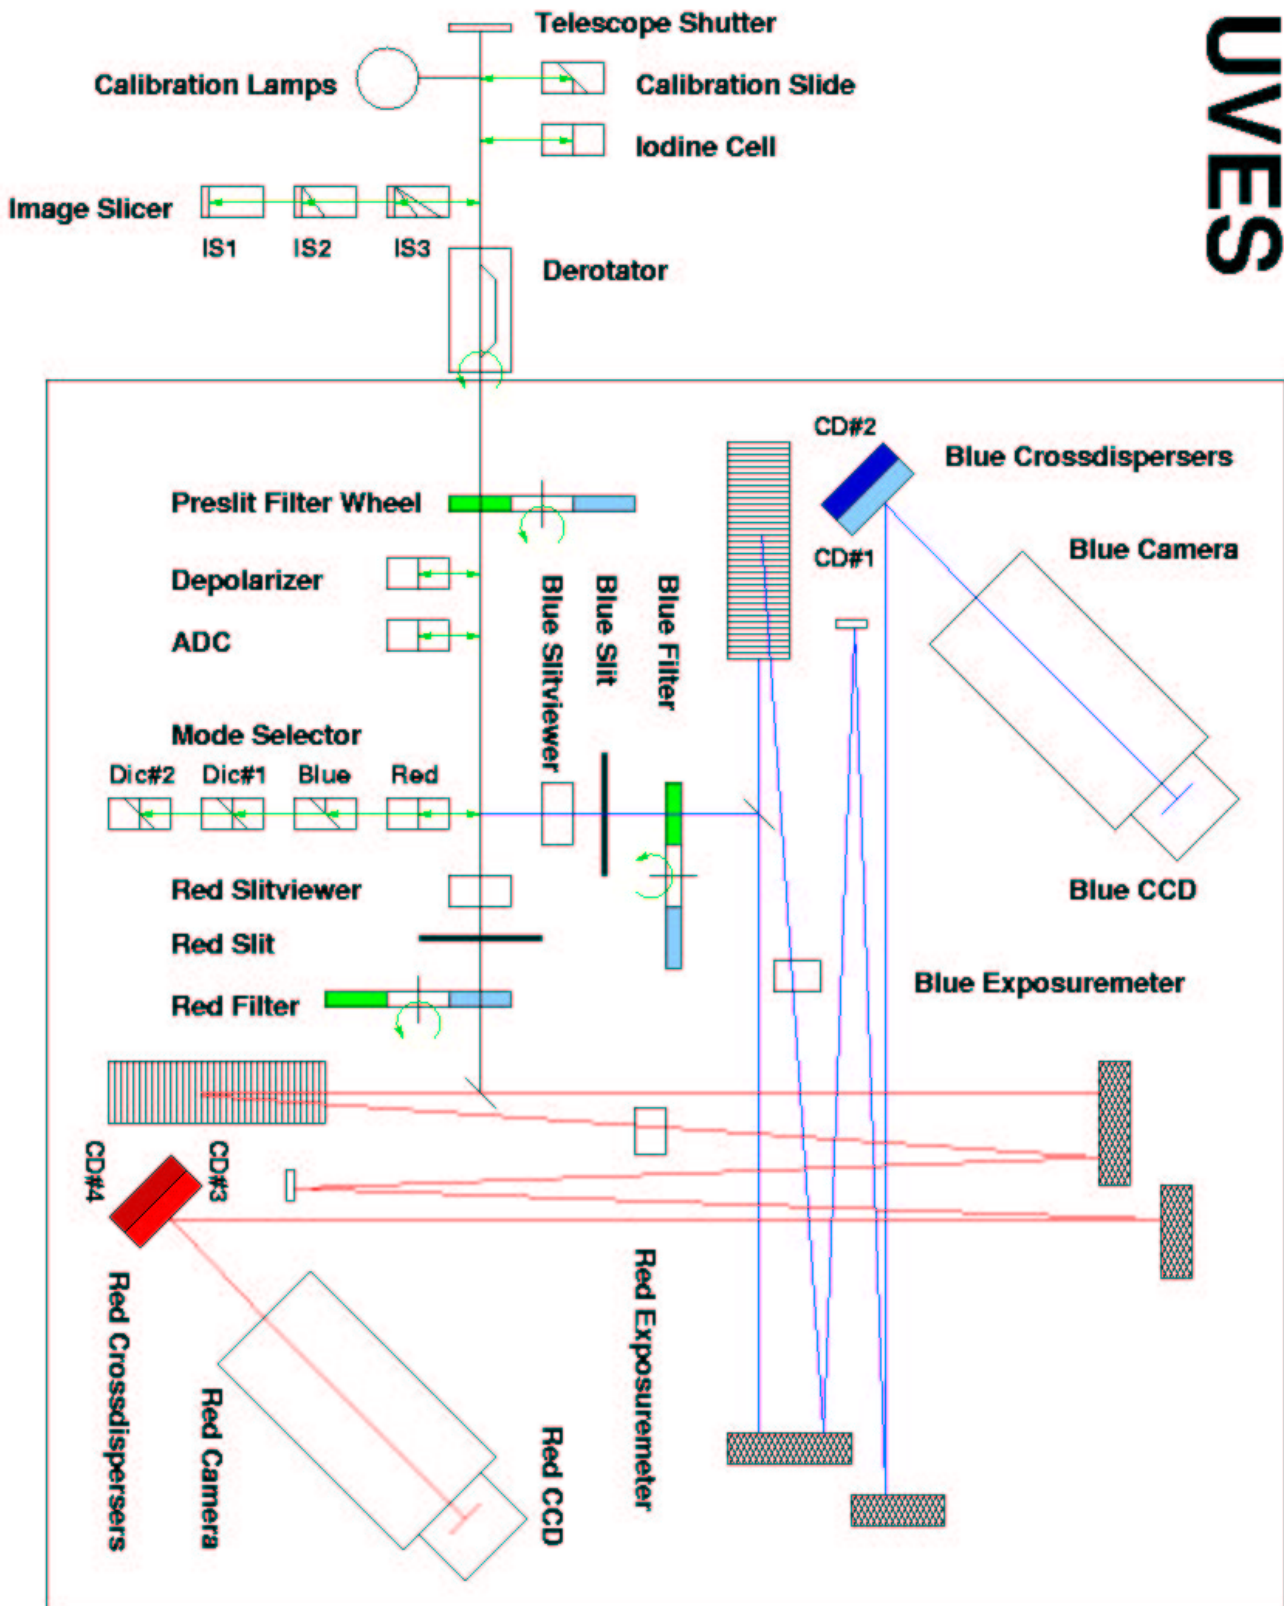 UVES
Telescope Shutter
Calibration Lamps
Calibration Slide
Iodine Cell
Image Slicer
IS1
IS2
IS3
Derotator
CD#2
Blue Crossdispersers
Preslit Filter Wheel
CD#1
Blue Camera
Depolarizer
ADC
Blue Slitviewer
Blue Slit
Blue Filter
Mode Selector
Dic#2
Dic#1
Blue
Red
Red Slitviewer
Blue CCD
Red Slit
Blue Exposuremeter
Red Filter
CD#4
CD#3
Red Crossdispersers
Red Camera
Red CCD
Red Exposuremeter